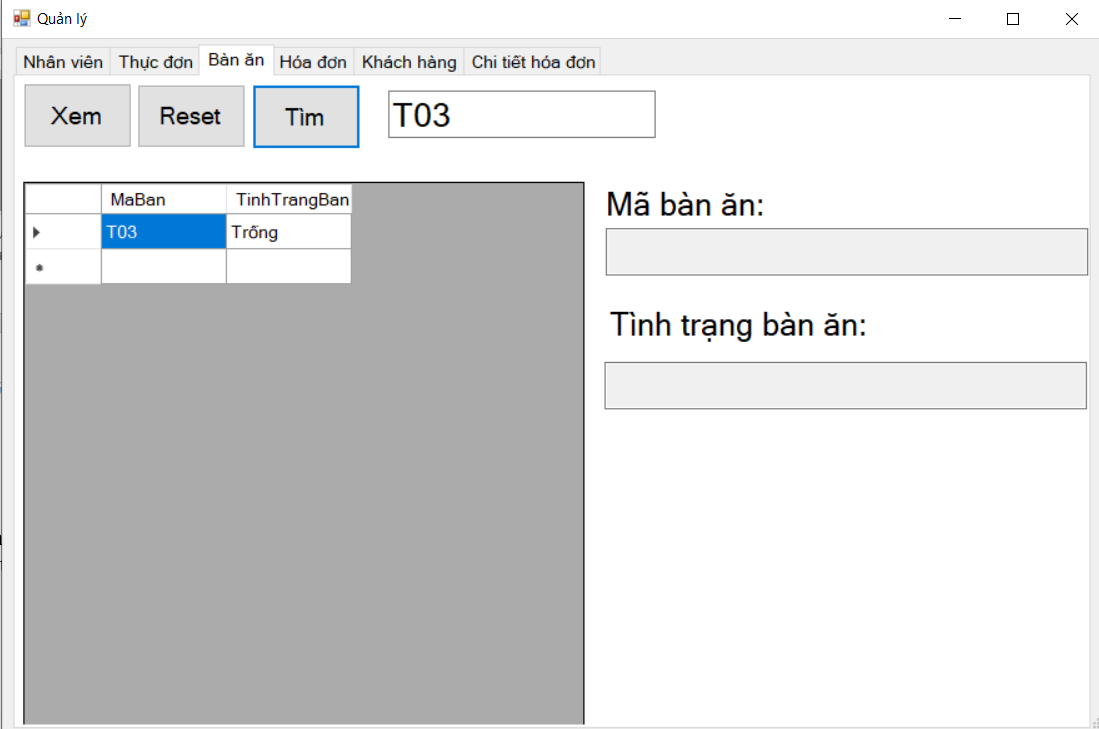 Quản lý
Nhân viên Thực đơn Bàn ăn Hóa đơn Khách hàng Chi tiết hóa đơn
Xem Reset Tìm T03
MaBan TinhTrangBan
T03 Trống
Mã bàn ăn:
Tình trạng bàn ăn: